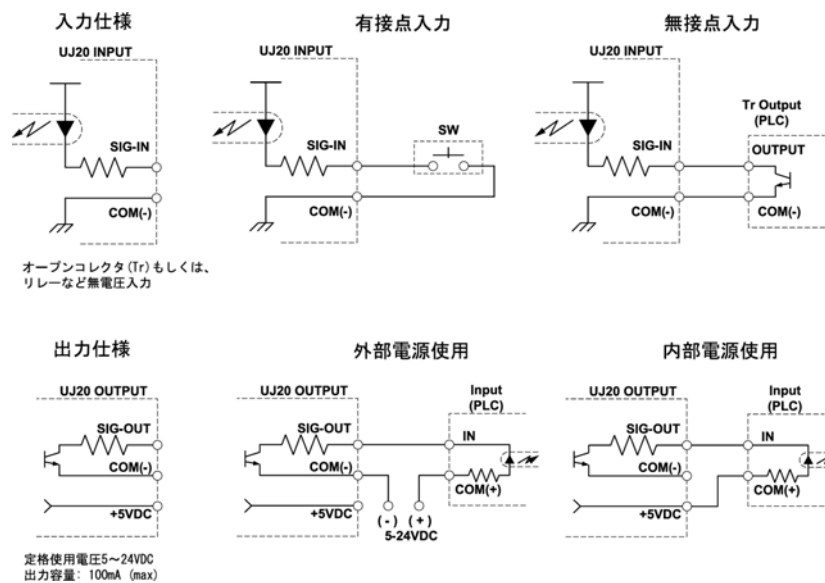 入力仕様
UJ20 INPUT
SIG-IN
COM(-)
オープンコレクタ(Tr)もしくは、
リレーなど無電圧入力
有接点入力
UJ20 INPUT
SIG-IN
COM(-)
SW
無接点入力
UJ20 INPUT
SIG-IN
COM(-)
Tr Output
(PLC)
OUTPUT
COM(-)
出力仕様
UJ20 OUTPUT
SIG-OUT
COM(-)
+5VDC
定格使用電圧5～24VDC
出力容量: 100mA (max)
外部電源使用
UJ20 OUTPUT
SIG-OUT
COM(-)
+5VDC
Input
(PLC)
IN
COM(+)
(-) (+)
5-24VDC
内部電源使用
UJ20 OUTPUT
SIG-OUT
COM(-)
+5VDC
Input
(PLC)
IN
COM(+)